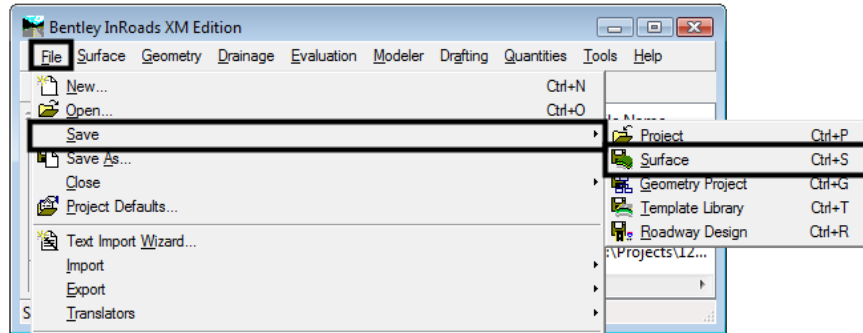 Bentley InRoads XM Edition
File Surface Geometry Drainage Evaluation Modeler Drafting Quantities Tools Help
New... Ctrl+N
Open... Ctrl+O
Save
Project Ctrl+P
Save As...
Surface Ctrl+S
Close
Geometry Project Ctrl+G
Project Defaults...
Template Library Ctrl+T
Text Import Wizard...
Roadway Design Ctrl+R
Import
:\Projects\12...
Export
Translators